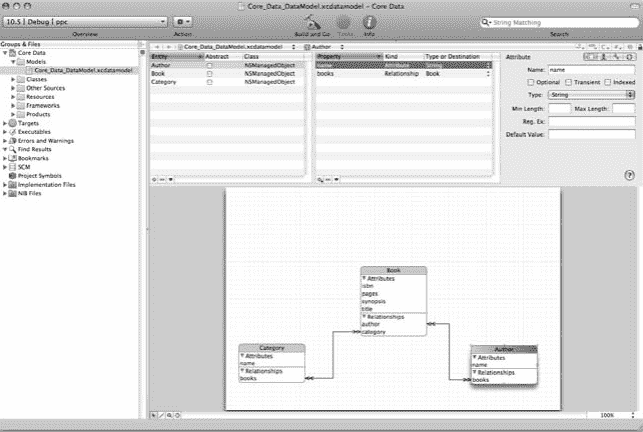 Core_Data_DataModel.xcdatamodel – Core Data
10.5 | Debug | ppc
Overview
Action
Build and Go
Tasks
Info
String Matching
Search
Groups & Files
Core Data
Models
Core_Data_DataModel.xcdatamodel
Classes
Other Sources
Resources
Frameworks
Products
Targets
Executables
Errors and Warnings
Find Results
Bookmarks
SCM
Project Symbols
Implementation Files
NIB Files
Core_Data_DataModel.xcdatamodel
Author
Entity Abstract Class
Author NSManagedObject
Book NSManagedObject
Category NSManagedObject
Property Kind Type or Destination
name Attribute String
books Relationship Book
Attribute
Name: name
Optional Transient Indexed
Type: String
Min Length: Max Length:
Reg. Ex:
Default Value:
Book
Attributes
isbn
pages
synopsis
title
Relationships
author
category
Category
Attributes
name
Relationships
books
Author
Attributes
name
Relationships
books
100%